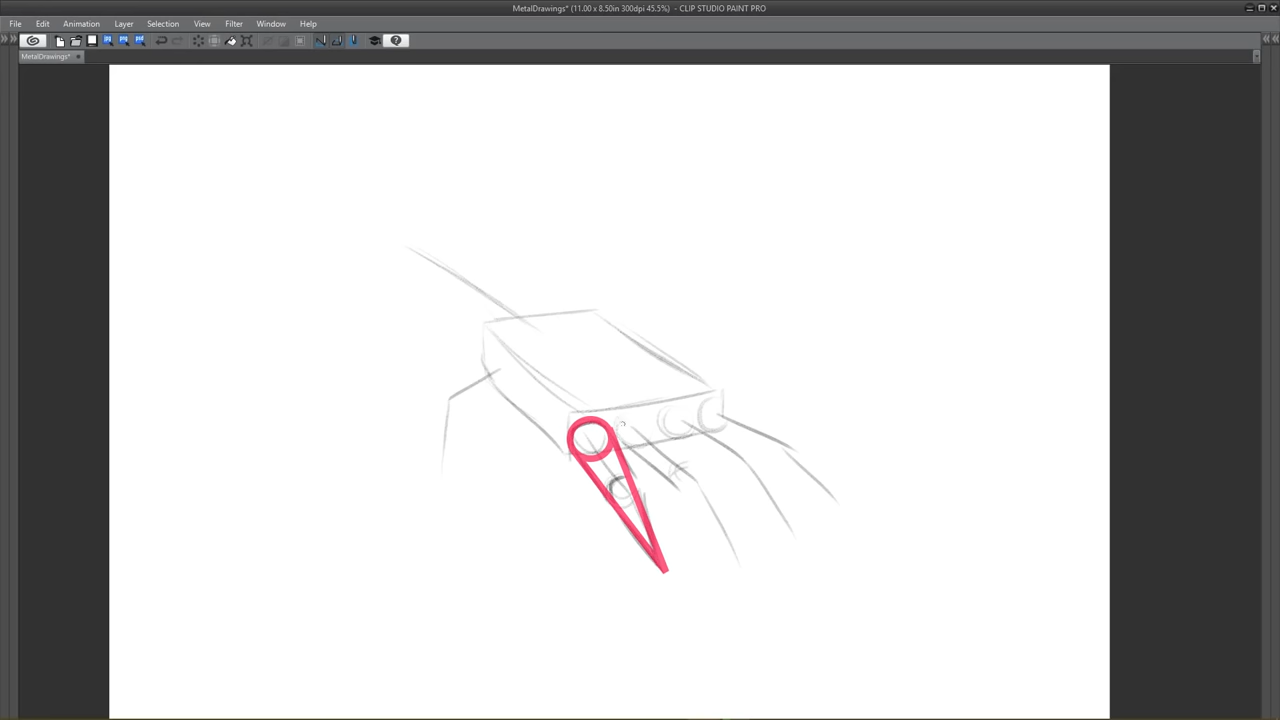 MetalDrawings* (11.00 x 8.50in 300dpi 45.5%) - CLIP STUDIO PAINT PRO
File Edit Animation Layer Selection View Filter Window Help
MetalDrawings*